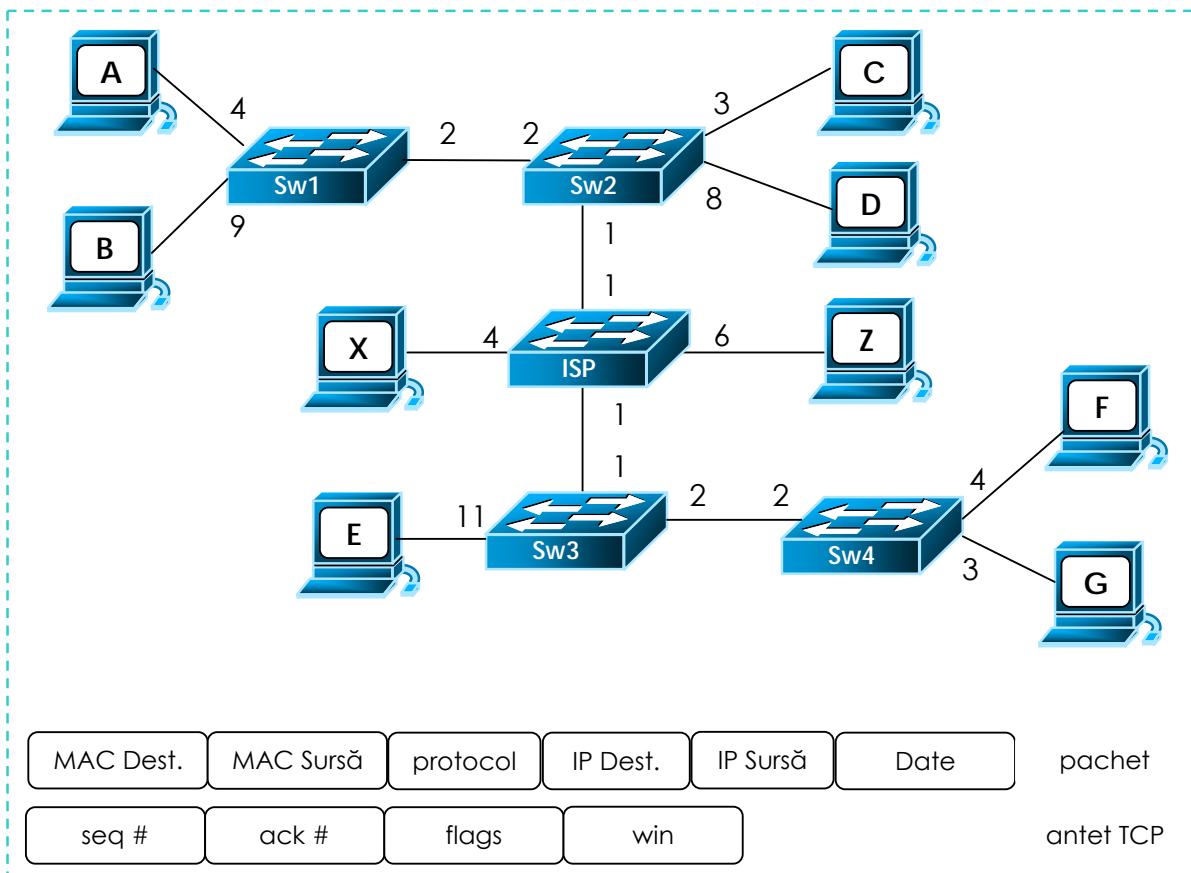 A
C
4
3
2
2
Sw1
Sw2
D
8
B
9
1
1
X
4
6
Z
ISP
1
F
1
4
11
2
2
E
Sw3
Sw4
3
G
MAC Dest. MAC Sursă protocol IP Dest. IP Sursă Date pachet
seq # ack # flags win antet TCP